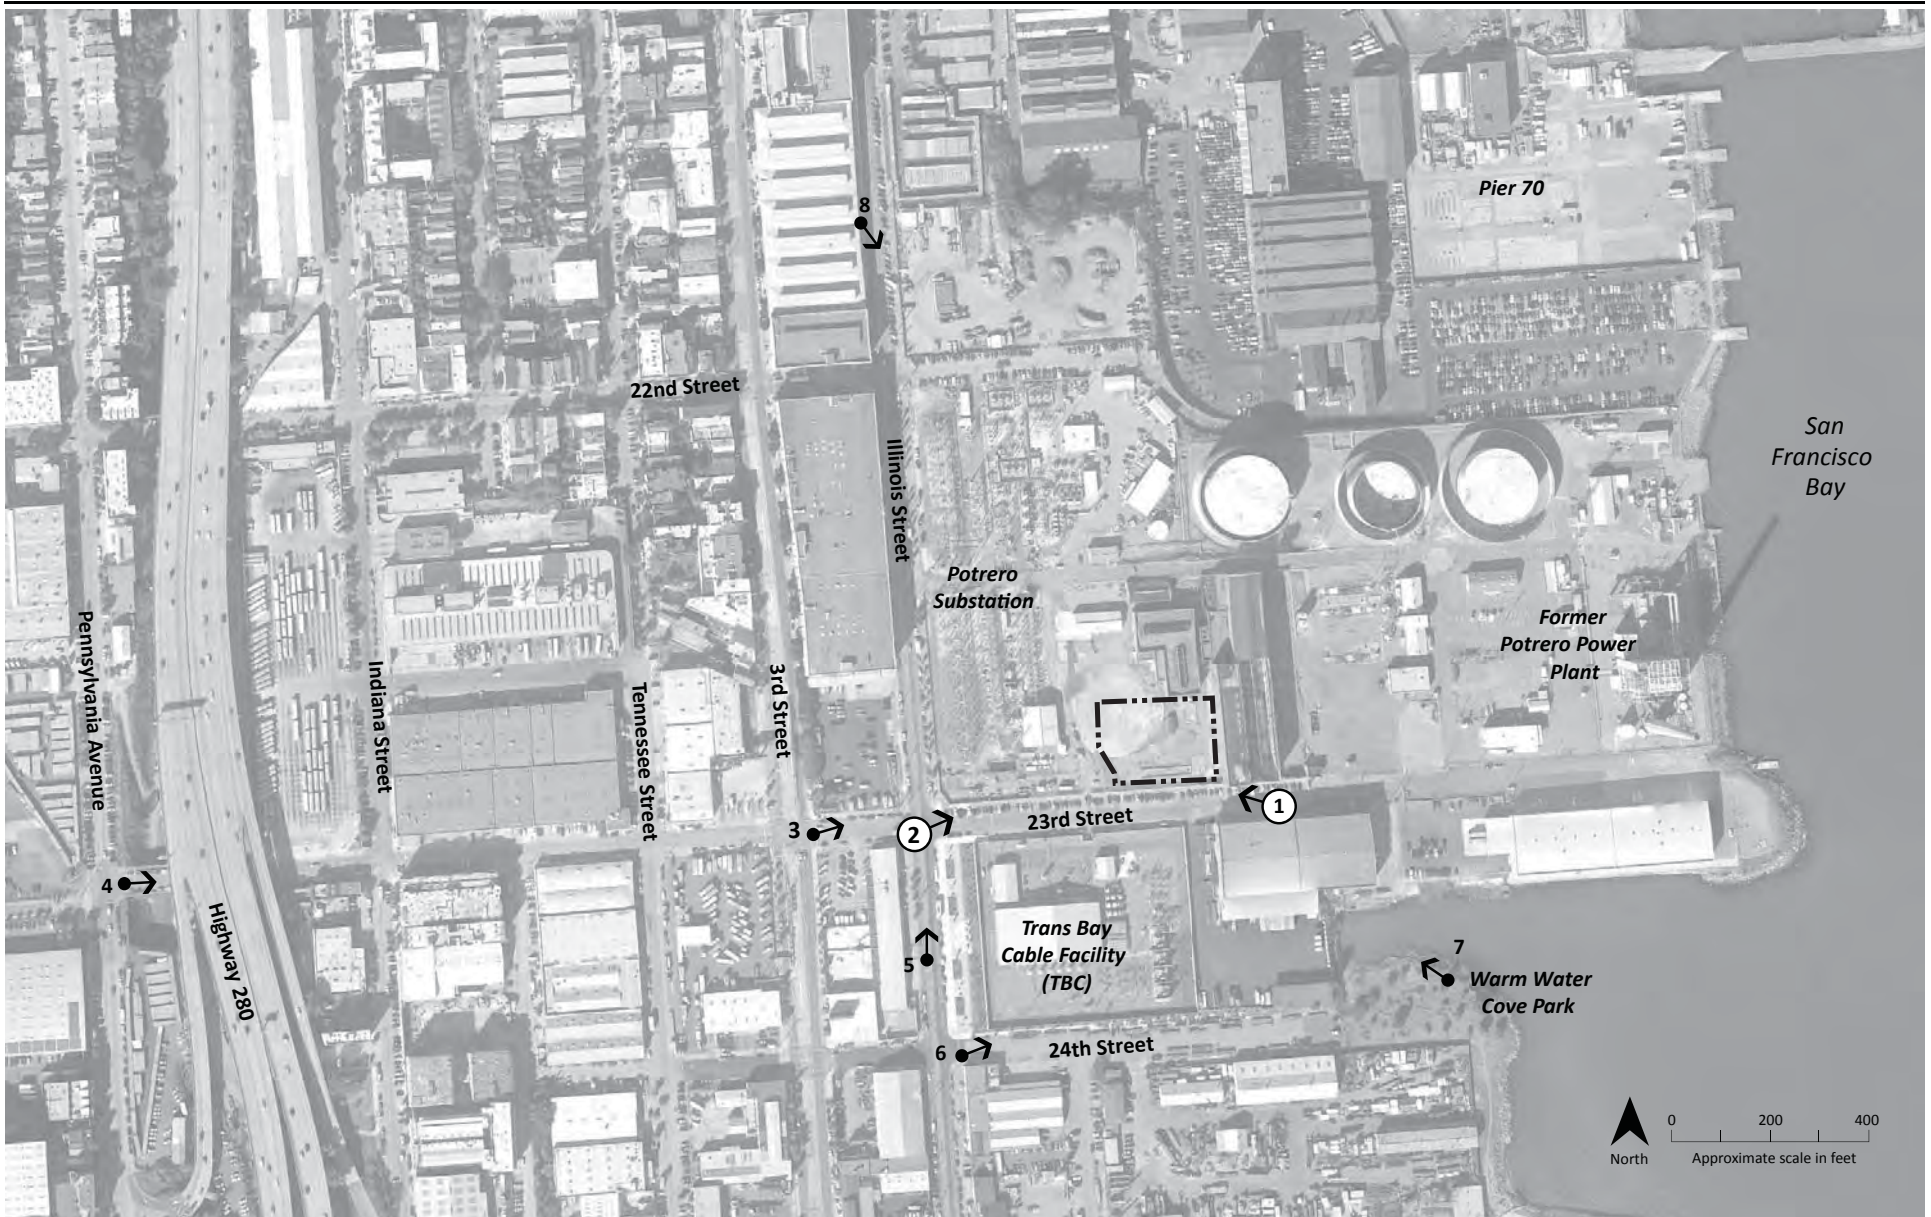 8
Pier 70
22nd Street
San
Francisco
Bay
Illinois Street
Potrero
Substation
Former
Potrero Power
Plant
Pennsylvania Avenue
Indiana Street
Tennessee Street
3rd Street
1
3
2
23rd Street
4
Highway 280
Trans Bay
Cable Facility
(TBC)
5
7
Warm Water
Cove Park
6
24th Street
0 200 400
North
Approximate scale in feet